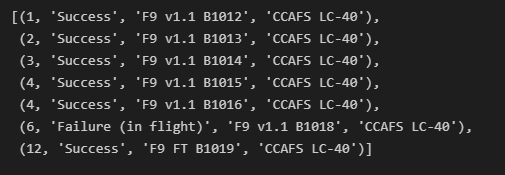 [(1, 'Success', 'F9 v1.1 B1012', 'CCAFS LC-40'),
(2, 'Success', 'F9 v1.1 B1013', 'CCAFS LC-40'),
(3, 'Success', 'F9 v1.1 B1014', 'CCAFS LC-40'),
(4, 'Success', 'F9 v1.1 B1015', 'CCAFS LC-40'),
(4, 'Success', 'F9 v1.1 B1016', 'CCAFS LC-40'),
(6, 'Failure (in flight)', 'F9 v1.1 B1018', 'CCAFS LC-40'),
(12, 'Success', 'F9 FT B1019', 'CCAFS LC-40')]